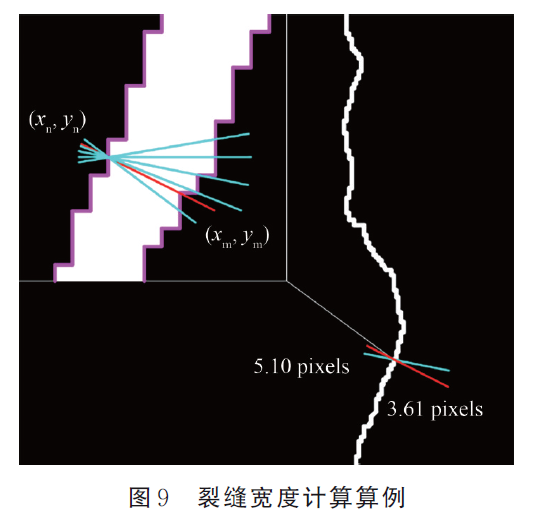 (xn, yn)
(xm, ym)
5.10 pixels
3.61 pixels
图9 裂缝宽度计算算例